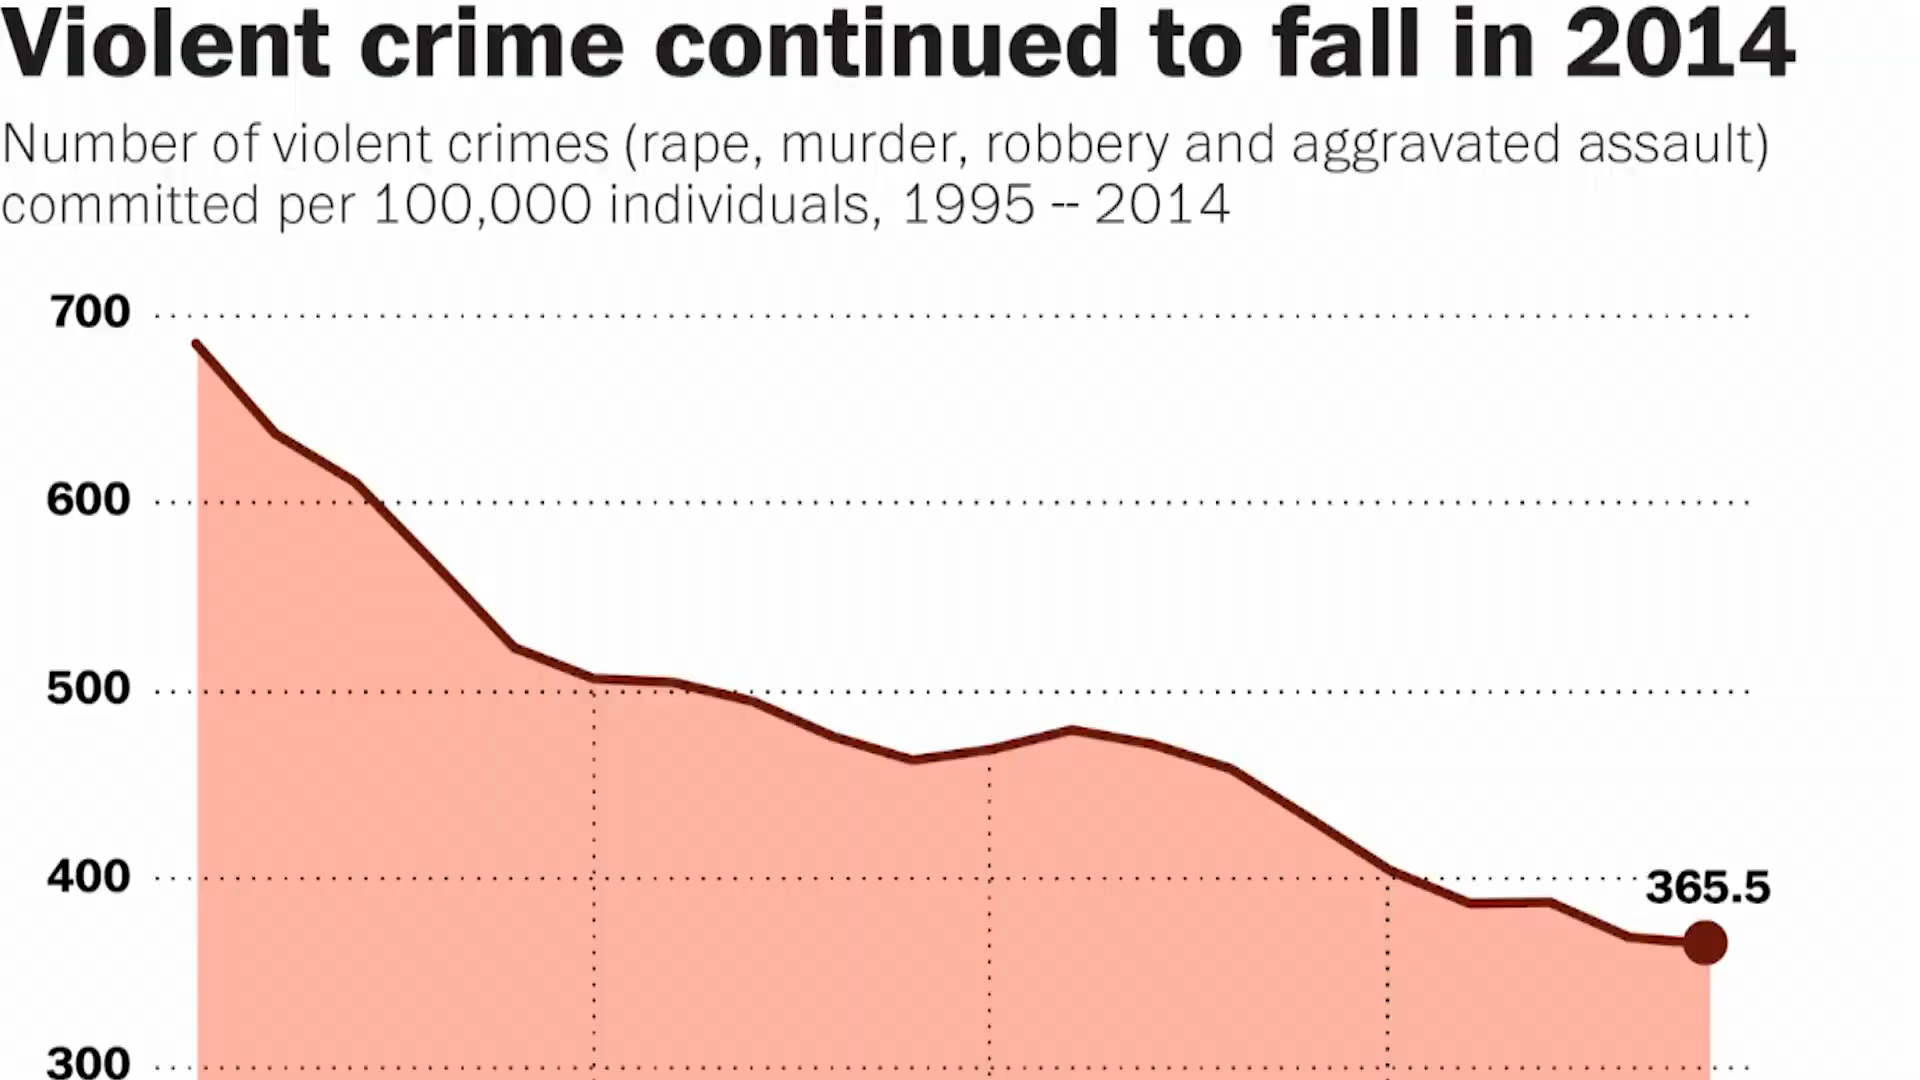 Violent crime continued to fall in 2014
Number of violent crimes (rape, murder, robbery and aggravated assault)
committed per 100,000 individuals, 1995 -- 2014
700
600
500
400
365.5
300